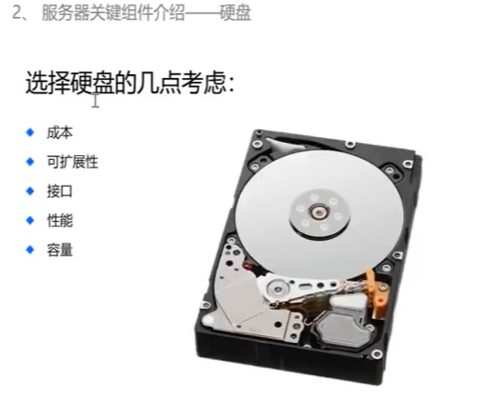 2、 服务器关键组件介绍——硬盘
选择硬盘的几点考虑：
成本
可扩展性
接口
性能
容量